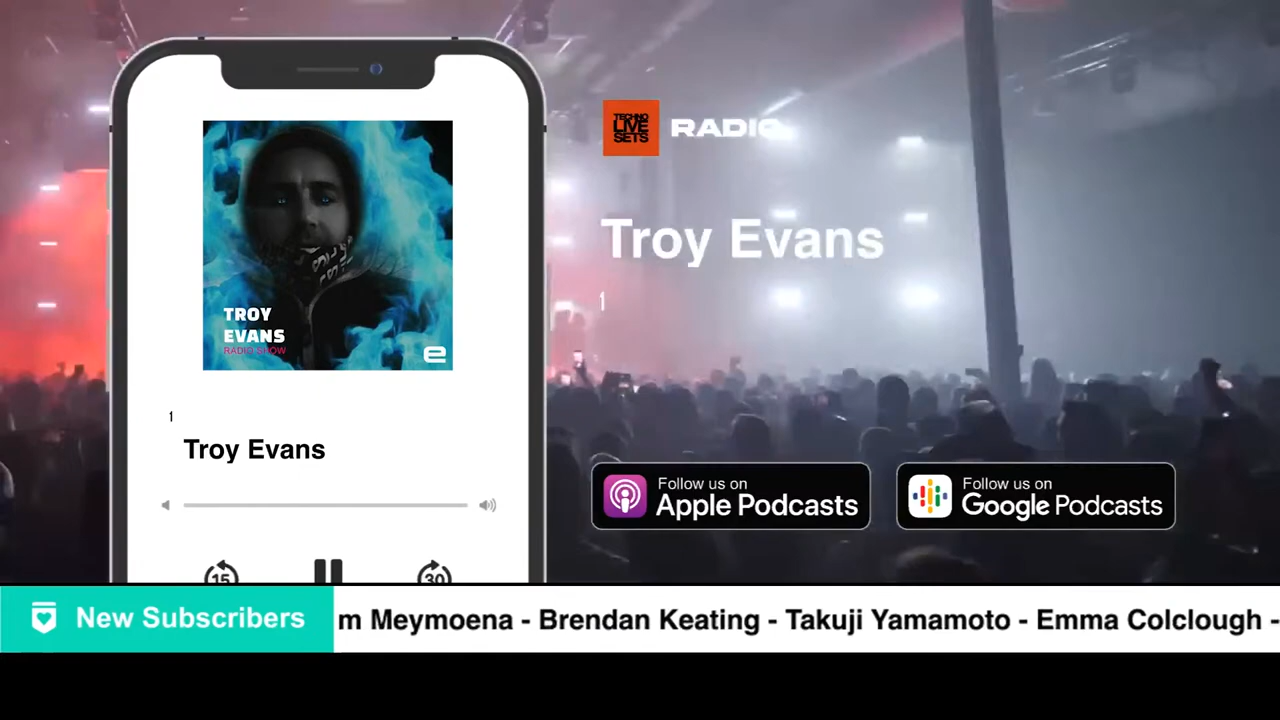 TROY
EVANS
RADIO SHOW
e
1
Troy Evans
15
30
TECHNO
LIVE
SETS
RADIO
Troy Evans
1
Follow us on
Apple Podcasts
Follow us on
Google Podcasts
New Subscribers
m Meymoena - Brendan Keating - Takuji Yamamoto - Emma Colclough -